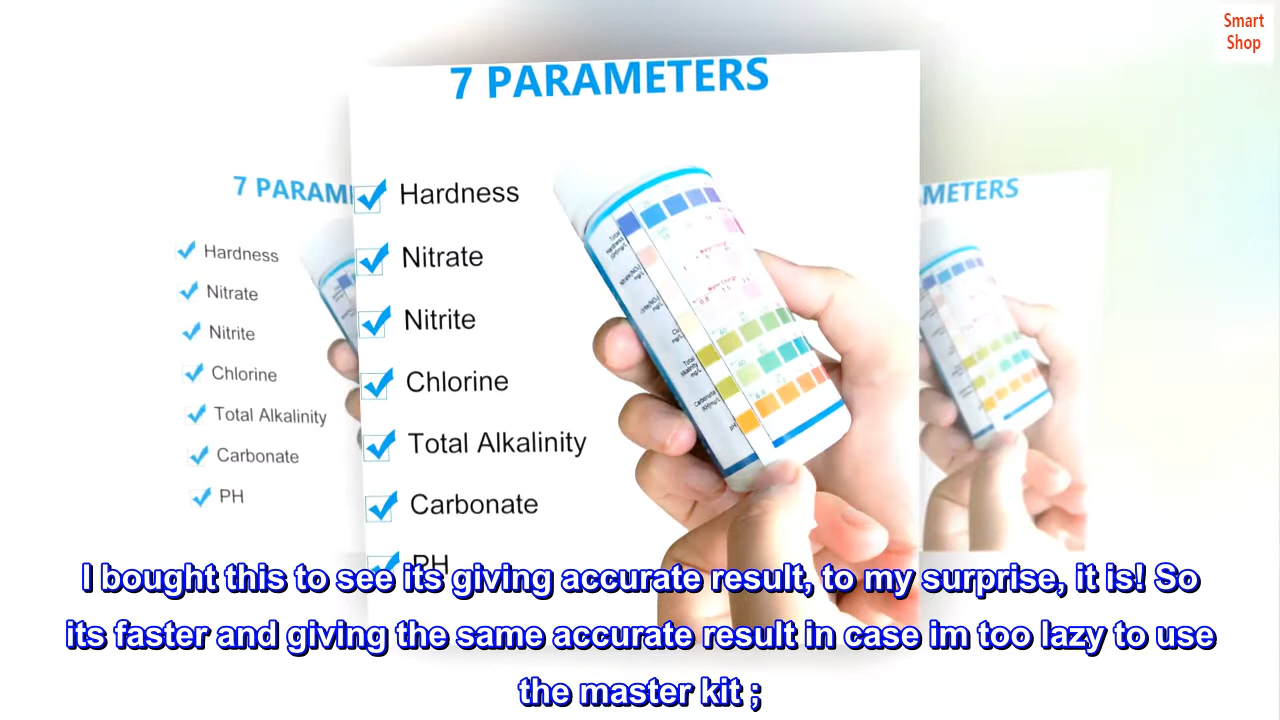 Smart
Shop
7 PARAMETERS
Hardness
Nitrate
Nitrite
Chlorine
Total Alkalinity
Carbonate
PH
7 PARAM
Hardness
Nitrate
Nitrite
Chlorine
Total Alkalinity
Carbonate
PH
METERS
I bought this to see its giving accurate result, to my surprise, it is! So
its faster and giving the same accurate result in case im too lazy to use
the master kit ;